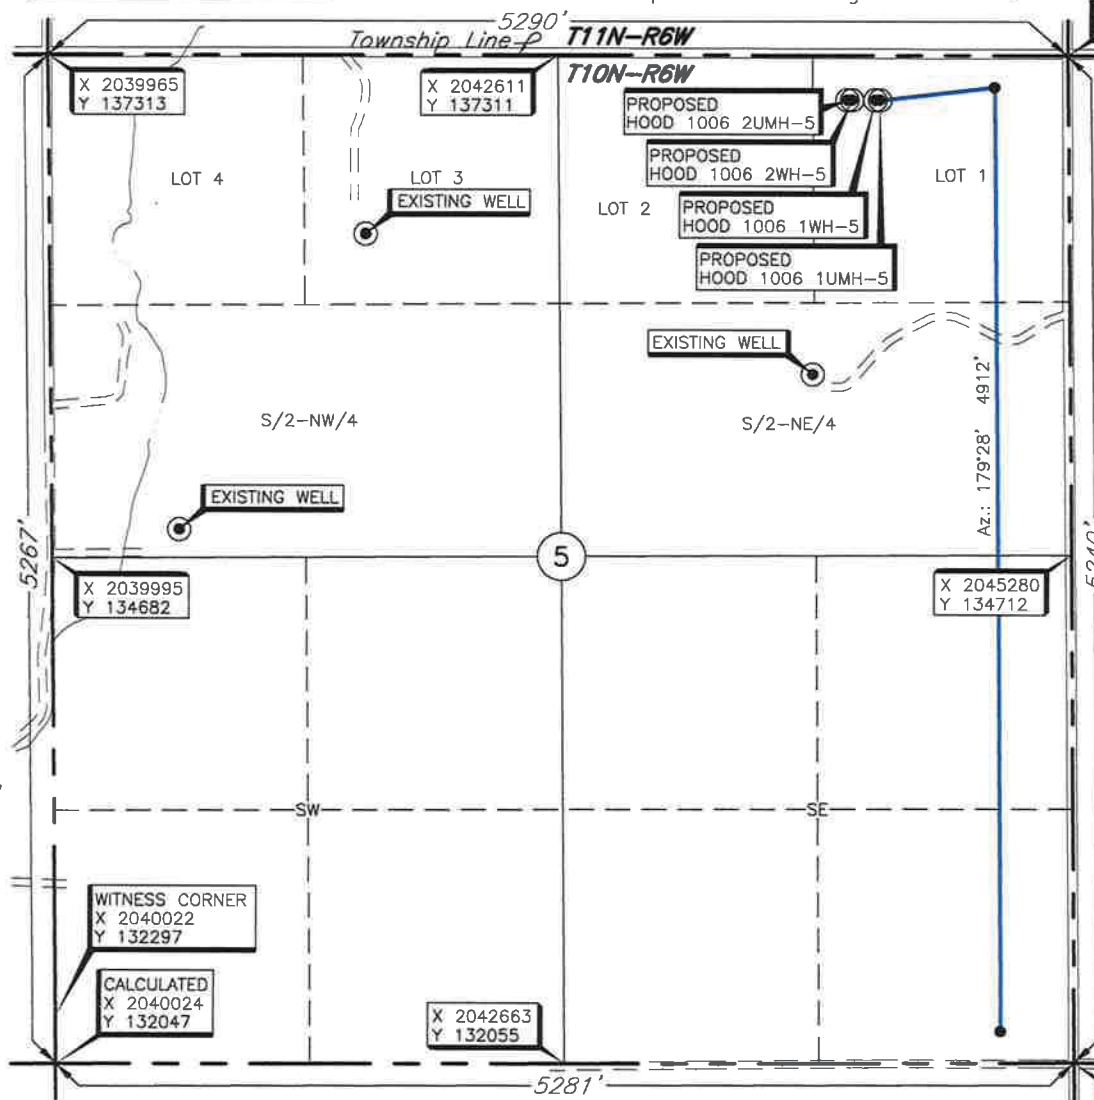 5290'
Township Line T11N-R6W
T10N-R6W
X 2039965
Y 137313
X 2042611
Y 137311
PROPOSED
HOOD 1006 2UMH-5
PROPOSED
HOOD 1006 2WH-5
PROPOSED
HOOD 1006 1WH-5
PROPOSED
HOOD 1006 1UMH-5
LOT 4
LOT 3
LOT 2
LOT 1
EXISTING WELL
EXISTING WELL
S/2-NW/4
S/2-NE/4
Az.: 179°28' 4912'
EXISTING WELL
5267'
5
5240'
X 2039995
Y 134682
X 2045280
Y 134712
SW
SE
WITNESS CORNER
X 2040022
Y 132297
CALCULATED
X 2040024
Y 132047
X 2042663
Y 132055
5281'